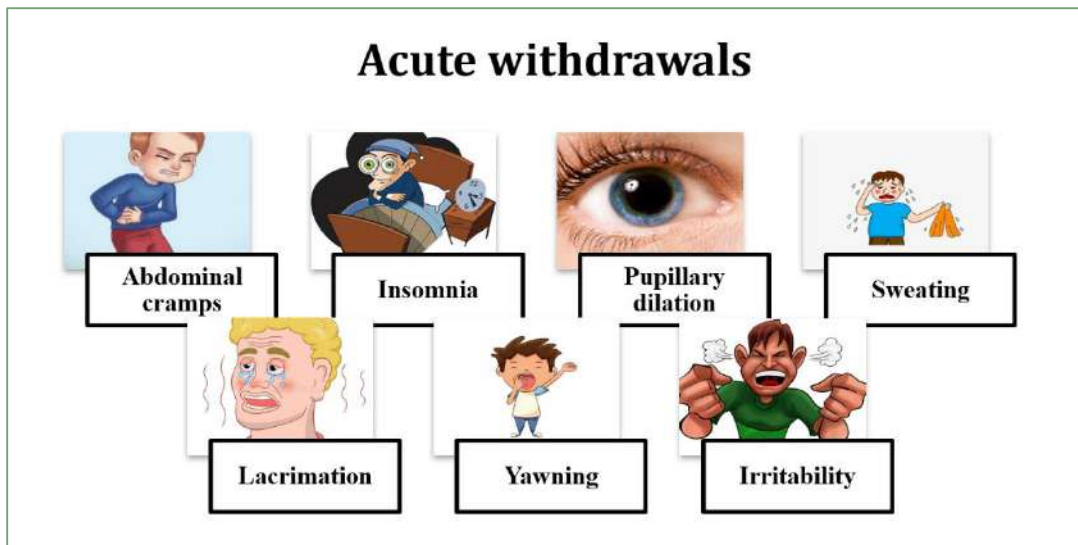 Acute withdrawals
Abdominal
cramps
Insomnia
Pupillary
dilation
Sweating
Lacrimation
Yawning
Irritability